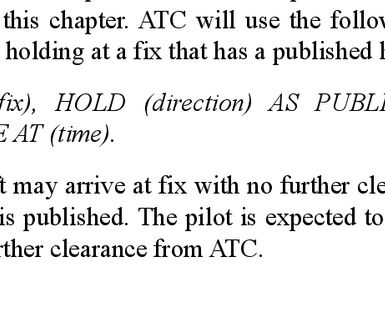 this chapter. ATC will use the follow
holding at a fix that has a published h
fix), HOLD (direction) AS PUBLI
E AT (time).
t may arrive at fix with no further cle
is published. The pilot is expected to
rther clearance from ATC.